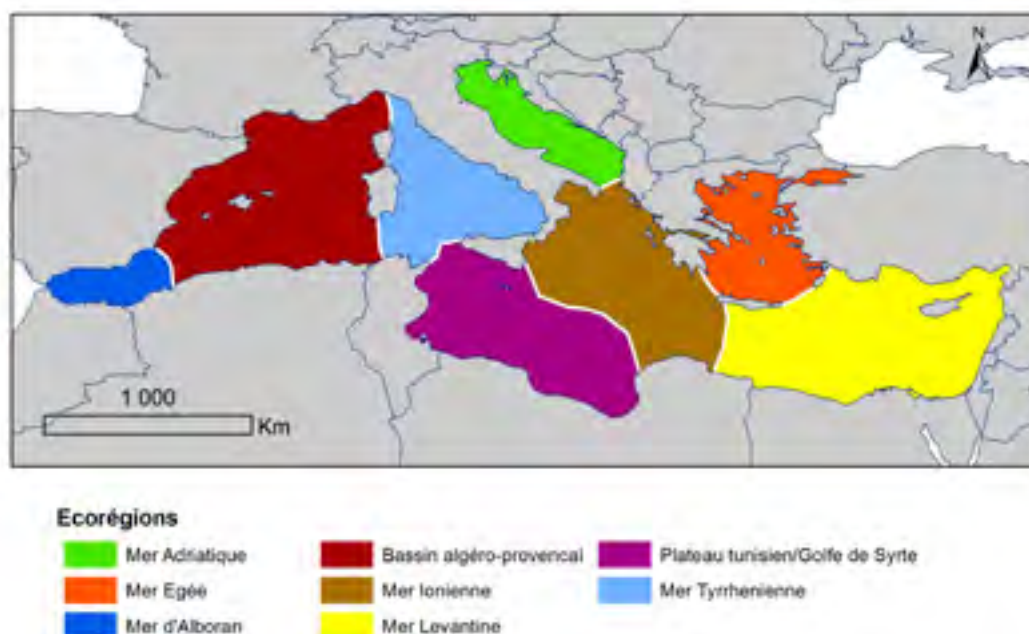 N
1 000
Km
Ecorégions
Mer Adriatique
Bassin algéro-provencal
Plateau tunisien/Golfe de Syrte
Mer Egéé
Mer Ionienne
Mer Tyrrhenienne
Mer d'Alboran
Mer Levantine